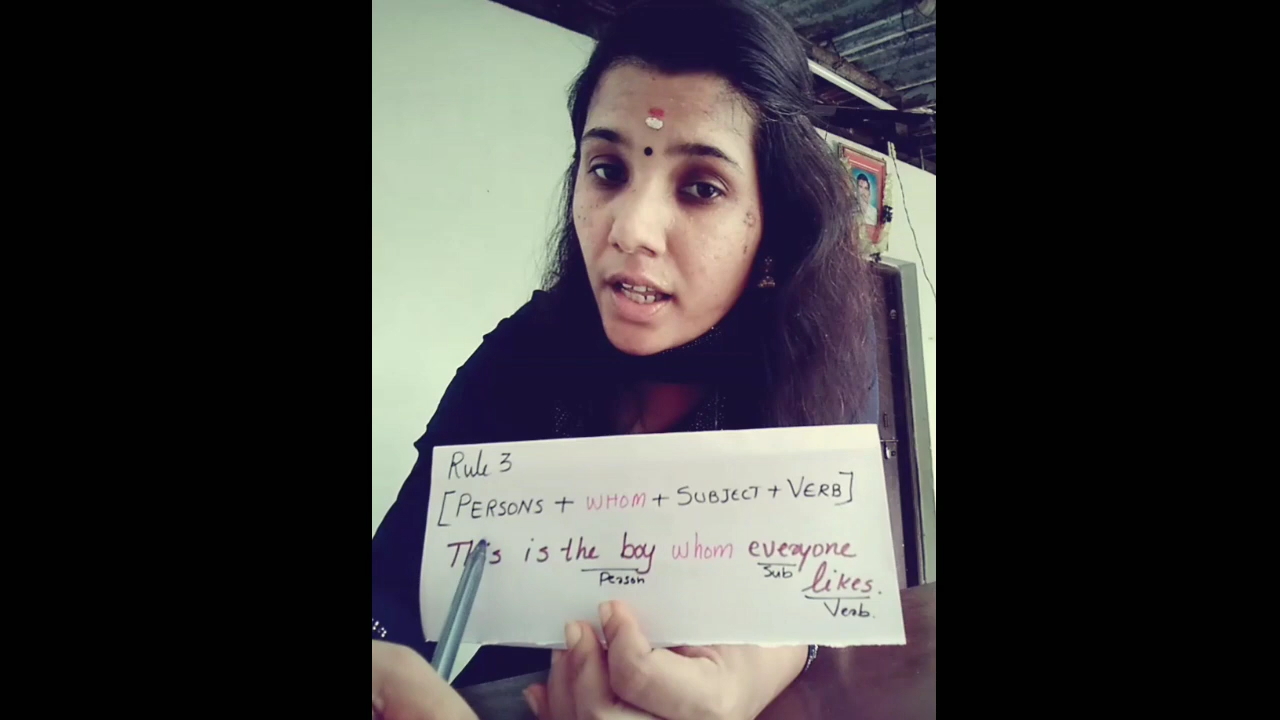 Rule 3
[PERSONS + WHOM + SUBJECT + VERB]
This is the boy whom everyone
Person
Sub
likes.
Verb.